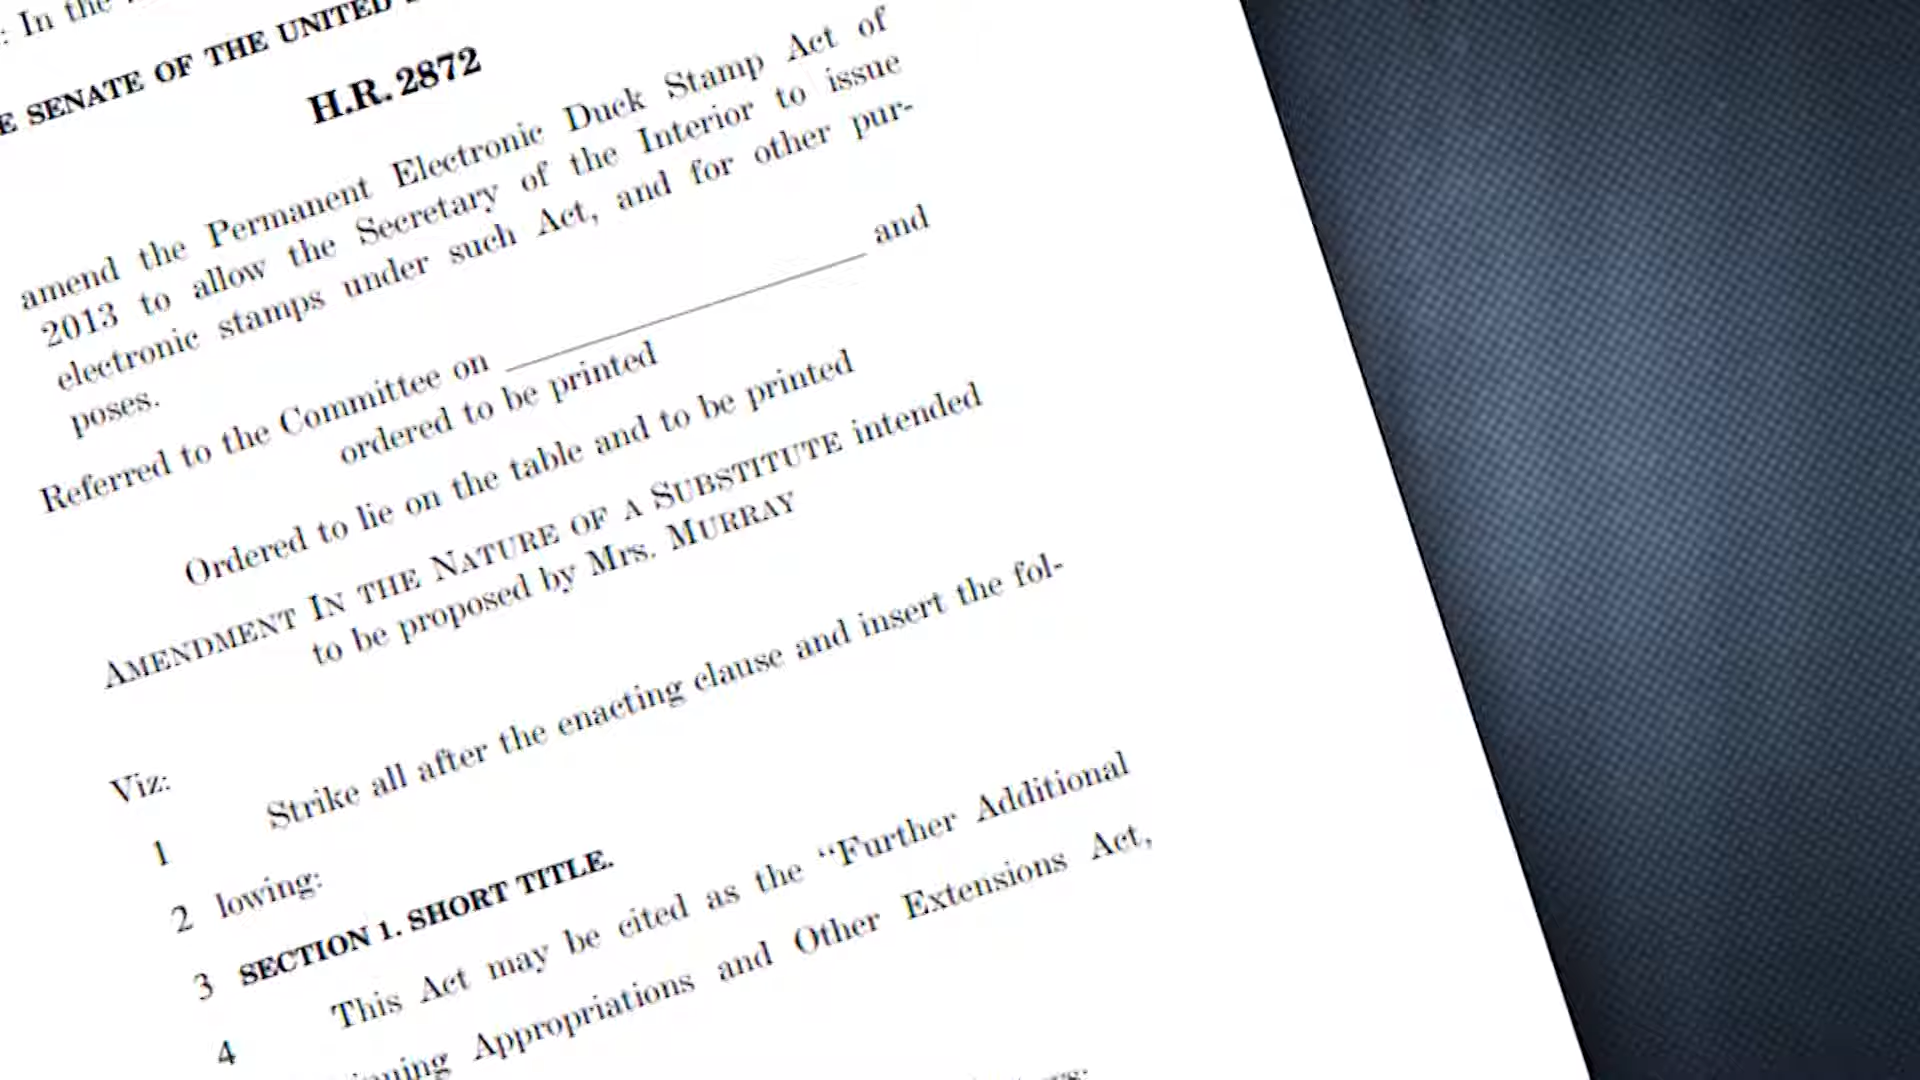 : In the
E SENATE OF THE UNITED
H.R. 2872
amend the Permanent Electronic Duck Stamp Act of
2013 to allow the Secretary of the Interior to issue
electronic stamps under such Act, and for other pur-
poses.
Referred to the Committee on ____________ and
ordered to be printed
Ordered to lie on the table and to be printed
AMENDMENT IN THE NATURE OF A SUBSTITUTE intended
to be proposed by Mrs. MURRAY
Viz:
1 Strike all after the enacting clause and insert the fol-
2 lowing:
3 SECTION 1. SHORT TITLE.
4 This Act may be cited as the “Further Additional
Appropriations and Other Extensions Act,